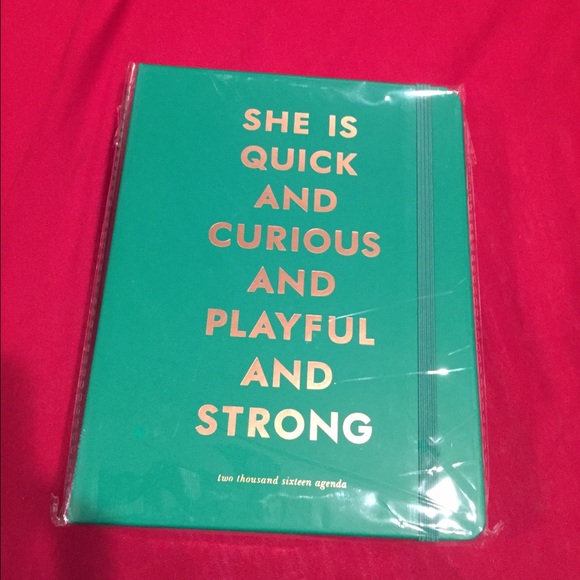 SHE IS
QUICK
AND
CURIOUS
AND
PLAYFUL
AND
STRONG
two thousand sixteen agenda